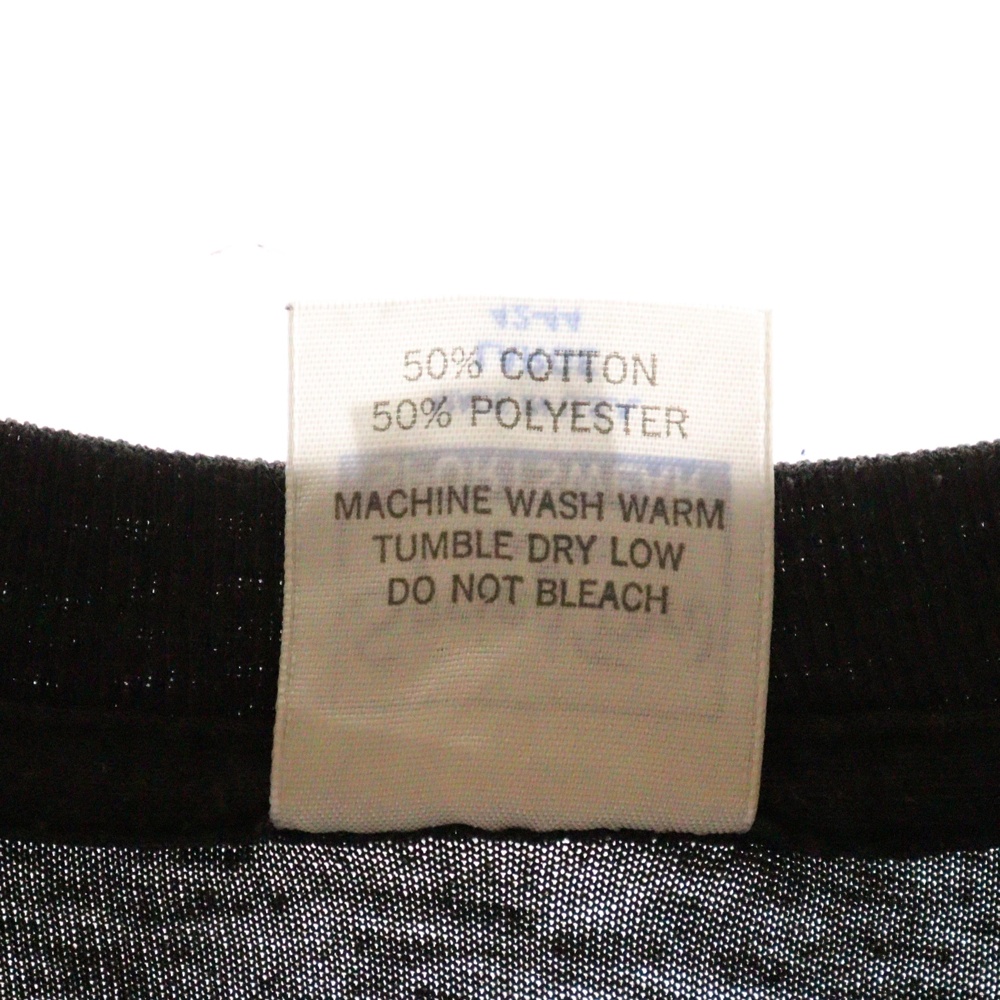 50% COTTON
50% POLYESTER
MACHINE WASH WARM
TUMBLE DRY LOW
DO NOT BLEACH